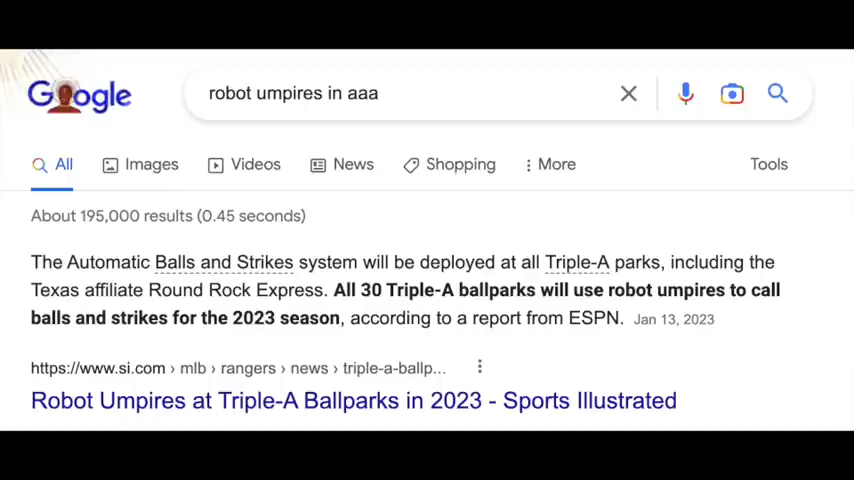 Google
robot umpires in aaa
All Images Videos News Shopping More Tools
About 195,000 results (0.45 seconds)
The Automatic Balls and Strikes system will be deployed at all Triple-A parks, including the
Texas affiliate Round Rock Express. All 30 Triple-A ballparks will use robot umpires to call
balls and strikes for the 2023 season, according to a report from ESPN. Jan 13, 2023
https://www.si.com › mlb › rangers › news › triple-a-ballp...
Robot Umpires at Triple-A Ballparks in 2023 - Sports Illustrated